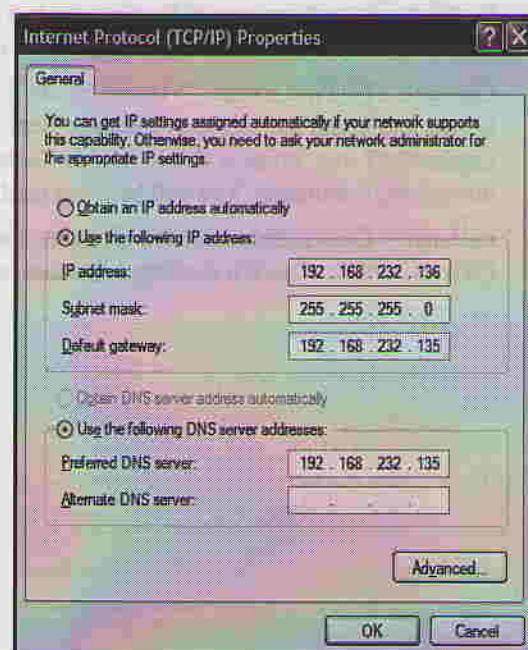 Internet Protocol (TCP/IP) Properties
General
You can get IP settings assigned automatically if your network supports
this capability. Otherwise, you need to ask your network administrator for
the appropriate IP settings.
Obtain an IP address automatically
Use the following IP address:
IP address: 192 . 168 . 232 . 136
Subnet mask: 255 . 255 . 255 . 0
Default gateway: 192 . 168 . 232 . 135
Obtain DNS server address automatically
Use the following DNS server addresses:
Preferred DNS server: 192 . 168 . 232 . 135
Alternate DNS server: . . .
Advanced...
OK Cancel